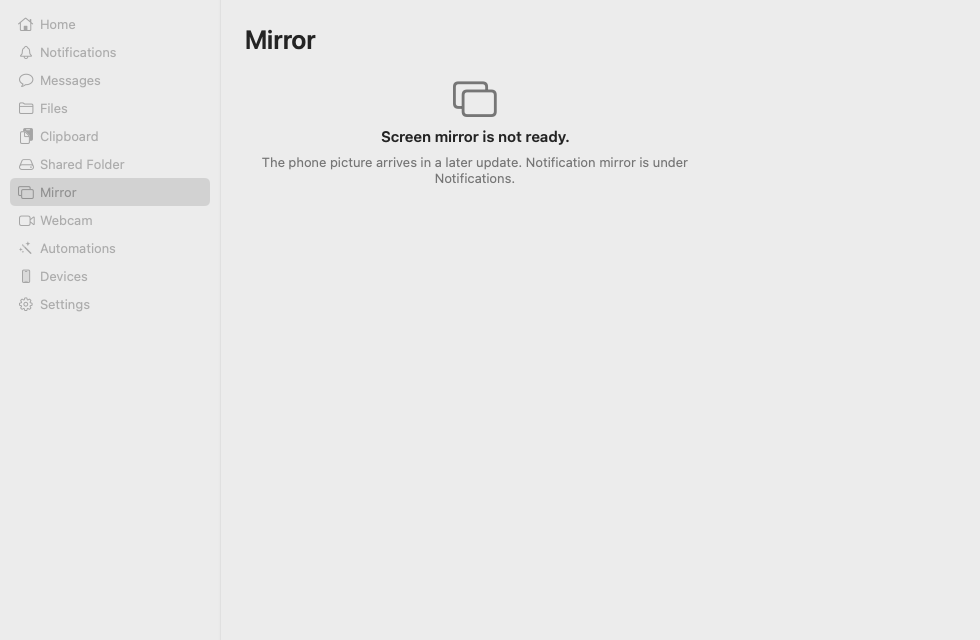 Home
Notifications
Messages
Files
Clipboard
Shared Folder
Mirror
Webcam
Automations
Devices
Settings
Mirror
Screen mirror is not ready.
The phone picture arrives in a later update. Notification mirror is under
Notifications.